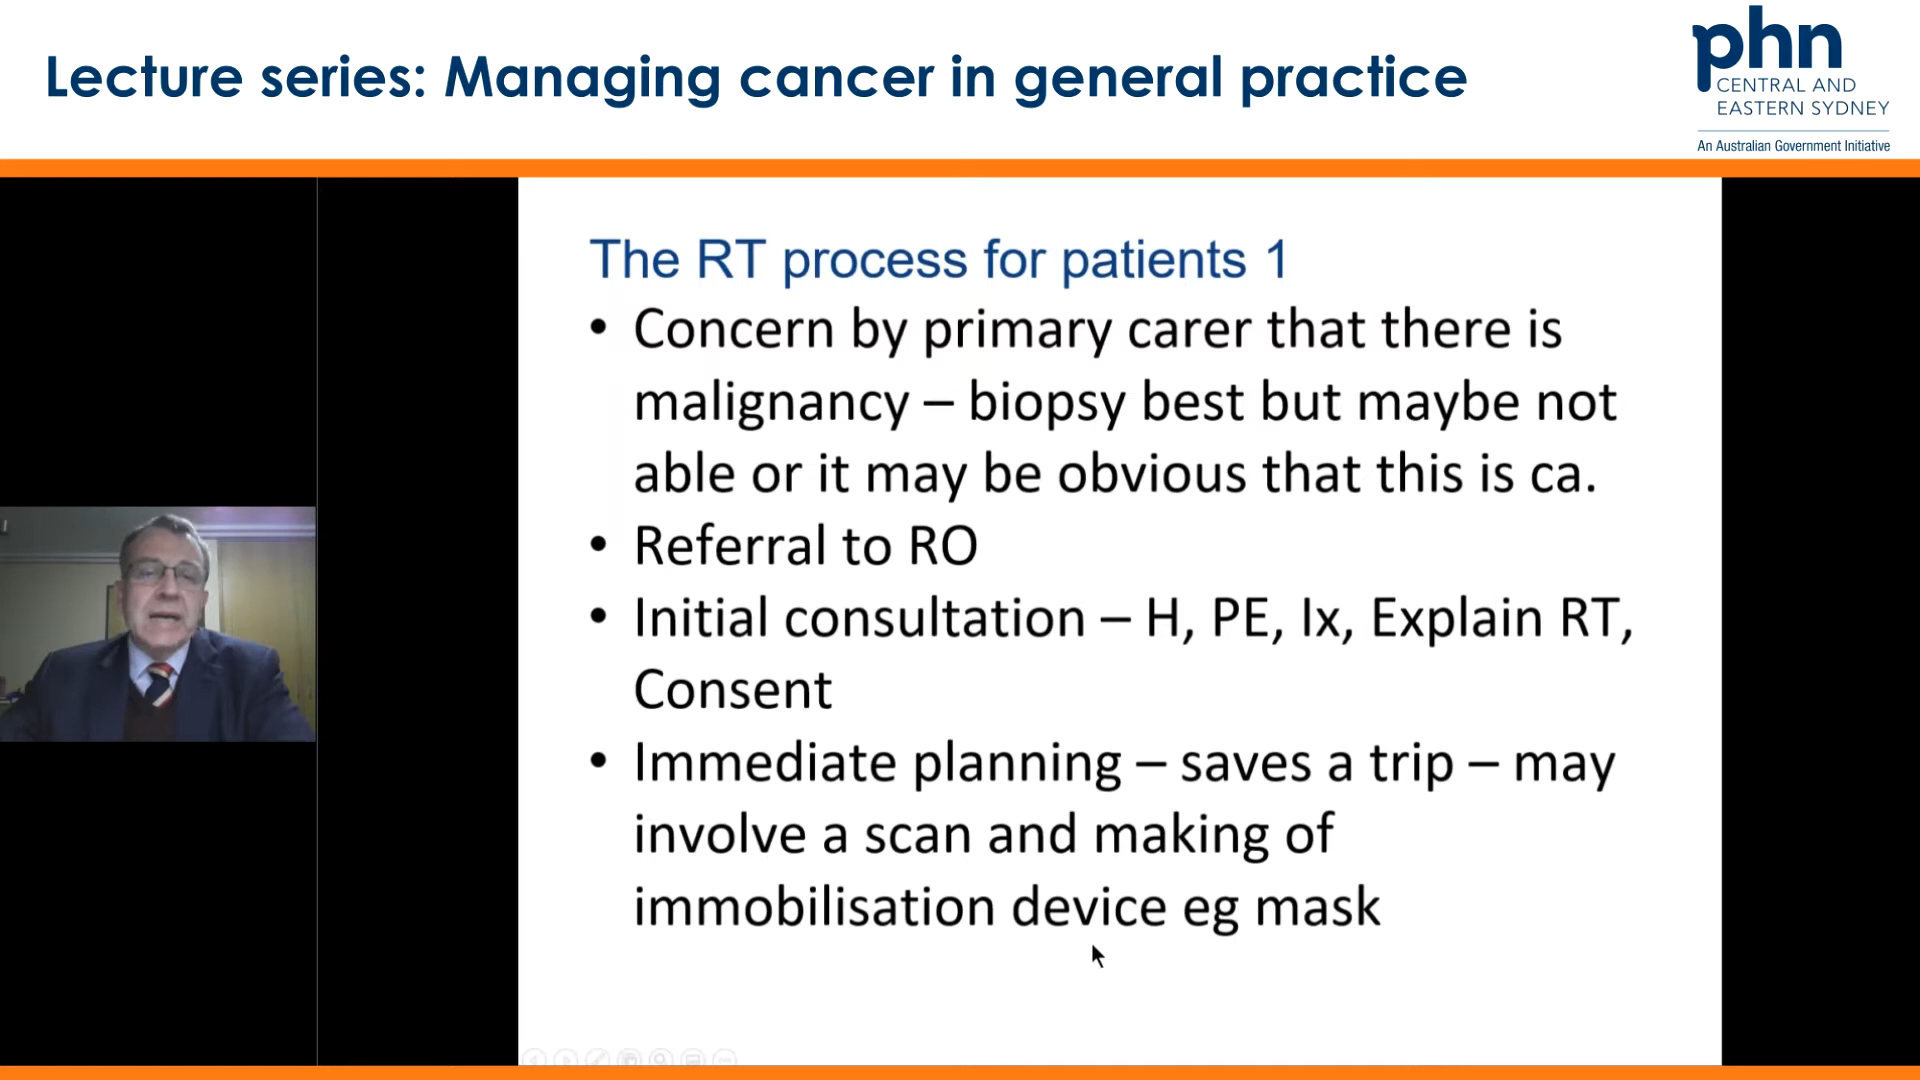 Lecture series: Managing cancer in general practice
phn
CENTRAL AND
EASTERN SYDNEY
An Australian Government Initiative
The RT process for patients 1
• Concern by primary carer that there is
malignancy – biopsy best but maybe not
able or it may be obvious that this is ca.
• Referral to RO
• Initial consultation – H, PE, Ix, Explain RT,
Consent
• Immediate planning – saves a trip – may
involve a scan and making of
immobilisation device eg mask